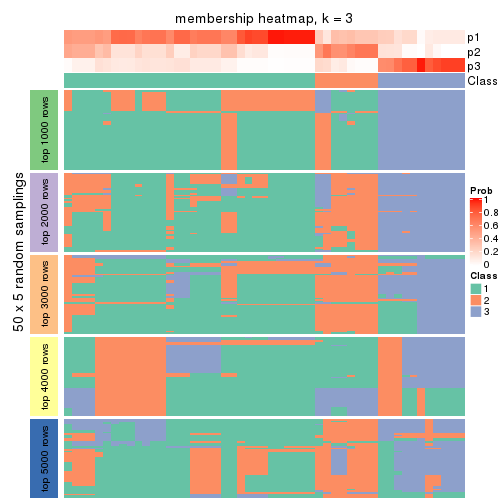 membership heatmap, k = 3
p1
p2
p3
Class
50 x 5 random samplings
top 1000 rows
top 2000 rows
top 3000 rows
top 4000 rows
top 5000 rows
Prob
1
0.8
0.6
0.4
0.2
0
Class
1
2
3